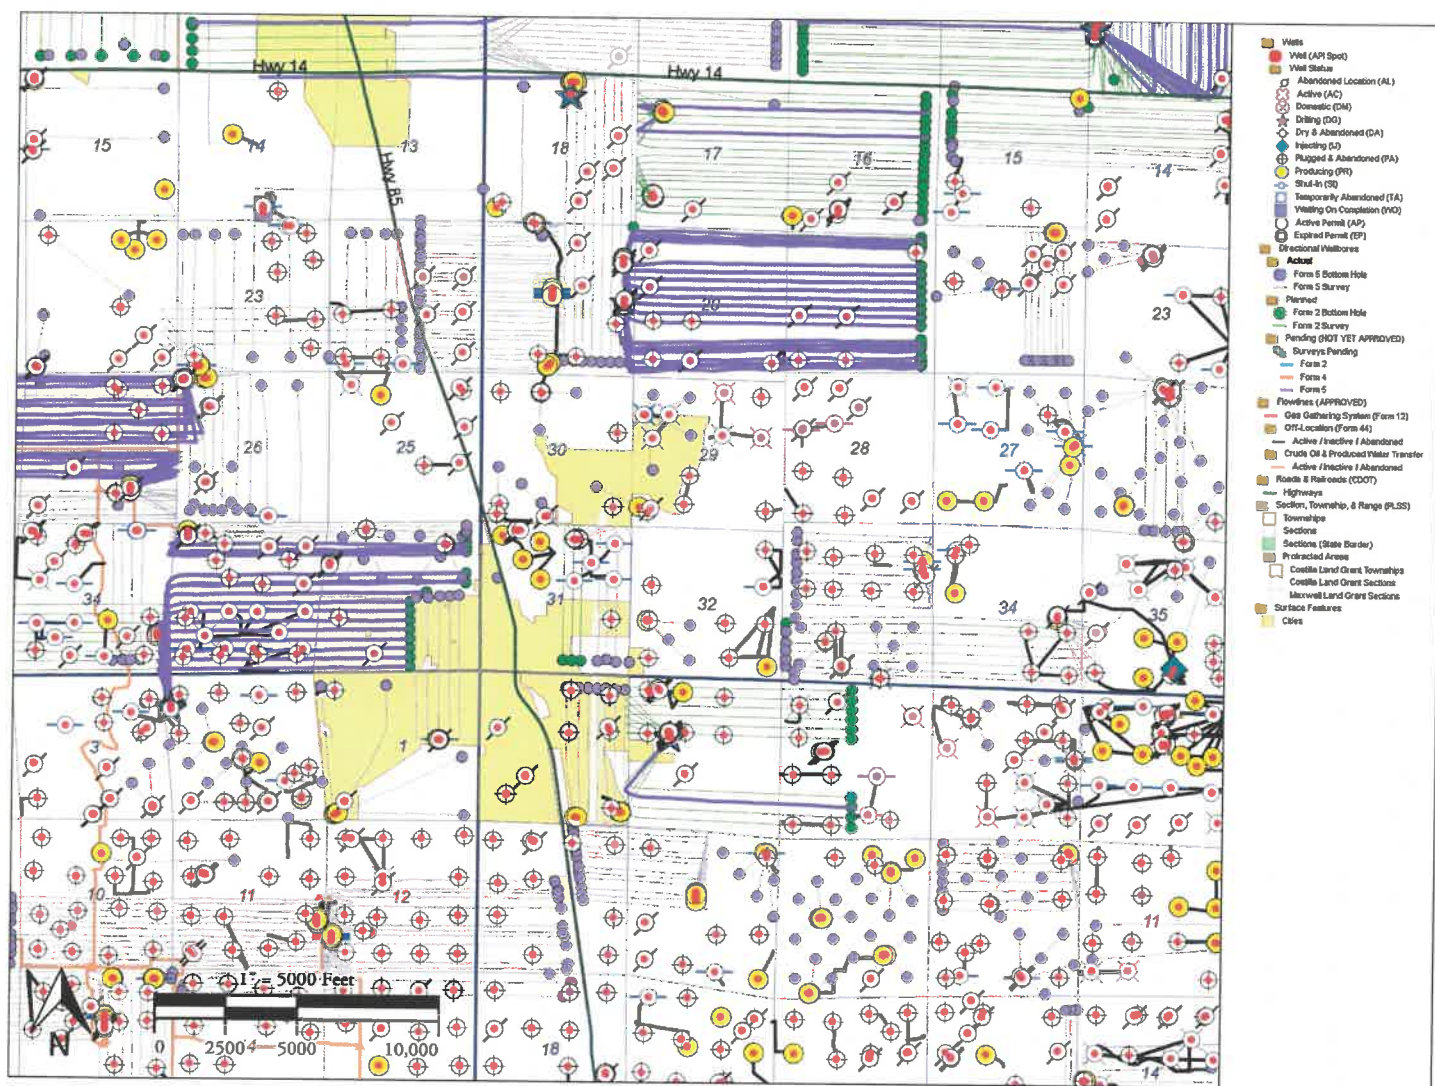 Hwy 14
Hwy 14
Hwy 85
15
14
13
18
17
16
15
14
23
20
23
26
25
30
29
28
27
34
31
32
34
35
3
1
10
11
12
11
18
14
1" = 5000 Feet
0 2500 5000 10,000
N
Wells
Well (API Spot)
Well Status
Abandoned Location (AL)
Active (AC)
Domestic (DM)
Drilling (DG)
Dry & Abandoned (DA)
Injecting (IJ)
Plugged & Abandoned (PA)
Producing (PR)
Shut-In (SI)
Temporarily Abandoned (TA)
Waiting On Completion (WO)
Active Permit (AP)
Expired Permit (EP)
Directional Wellbores
Actual
Form 5 Bottom Hole
Form 5 Survey
Planned
Form 2 Bottom Hole
Form 2 Survey
Pending (NOT YET APPROVED)
Surveys Pending
Form 2
Form 4
Form 5
Flowlines (APPROVED)
Gas Gathering System (Form 12)
Off-Location (Form 44)
Active / Inactive / Abandoned
Crude Oil & Produced Water Transfer
Active / Inactive / Abandoned
Roads & Railroads (CDOT)
Highways
Section, Township, & Range (PLSS)
Townships
Sections
Sections (State Border)
Protracted Areas
Costilla Land Grant Townships
Costilla Land Grant Sections
Maxwell Land Grant Sections
Surface Features
Cities